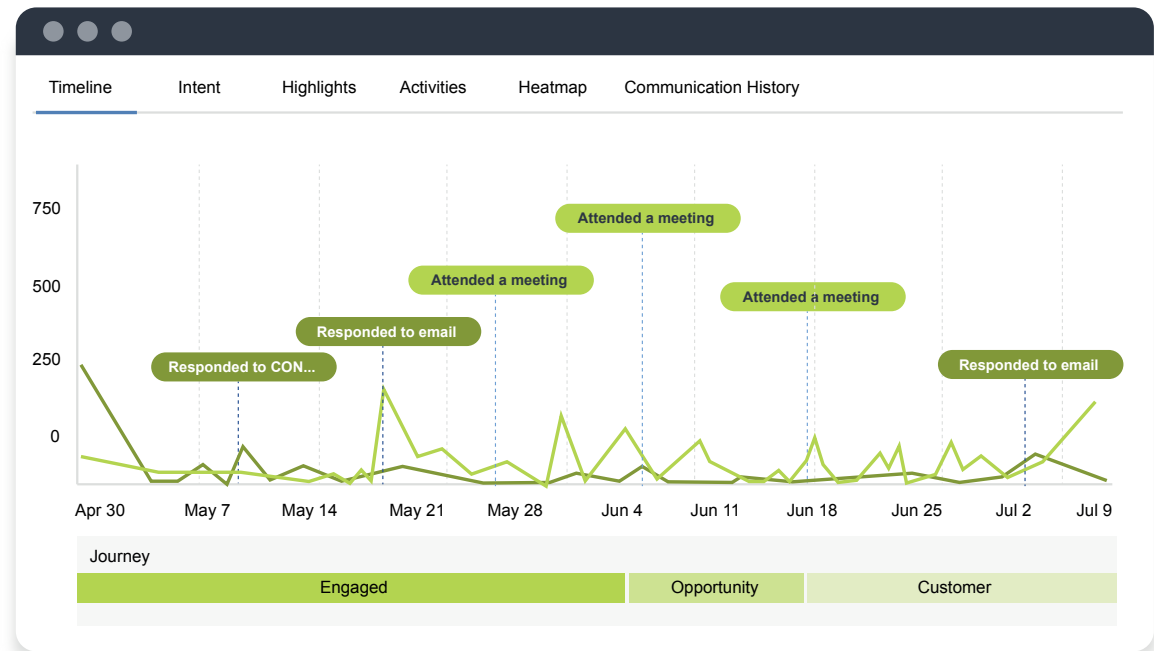 Timeline Intent Highlights Activities Heatmap Communication History
750
Attended a meeting
500
Attended a meeting
Attended a meeting
Responded to email
250
Responded to CON...
Responded to email
0
Apr 30 May 7 May 14 May 21 May 28 Jun 4 Jun 11 Jun 18 Jun 25 Jul 2 Jul 9
Journey
Engaged Opportunity Customer